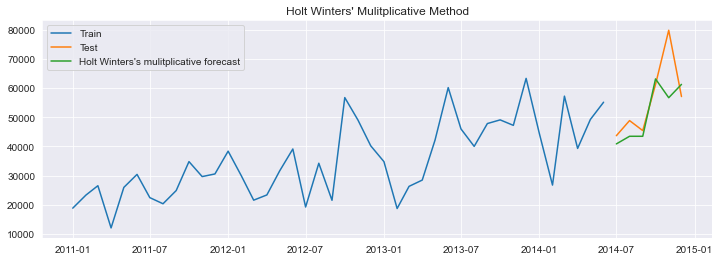 Holt Winters' Mulitplicative Method
Train
Test
Holt Winters's mulitplicative forecast
80000
70000
60000
50000
40000
30000
20000
10000
2011-01 2011-07 2012-01 2012-07 2013-01 2013-07 2014-01 2014-07 2015-01